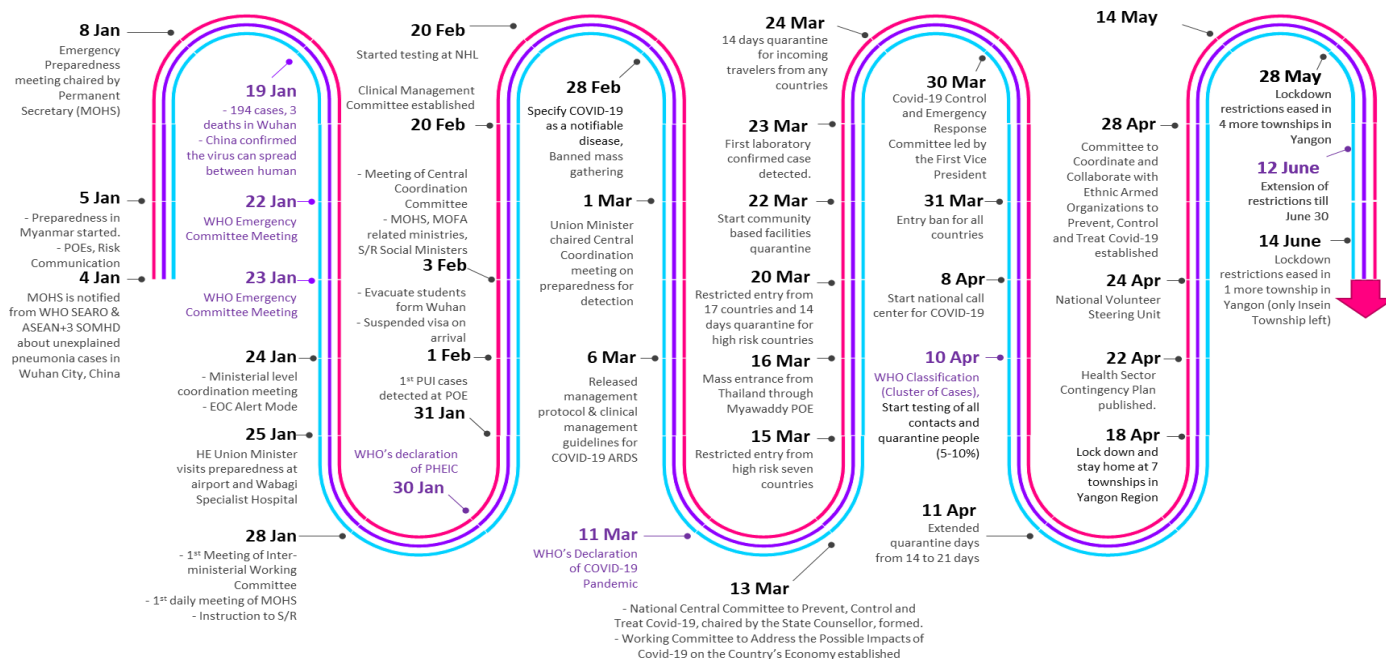 8 Jan
Emergency
Preparedness
meeting chaired by
Permanent
Secretary (MOHS)
5 Jan
- Preparedness in
Myanmar started.
- POEs, Risk
Communication
4 Jan
MOHS is notified
from WHO SEARO &
ASEAN+3 SOMHD
about unexplained
pneumonia cases in
Wuhan City, China
19 Jan
- 194 cases, 3
deaths in Wuhan
- China confirmed
the virus can spread
between human
22 Jan
WHO Emergency
Committee Meeting
23 Jan
WHO Emergency
Committee Meeting
24 Jan
- Ministerial level
coordination meeting
- EOC Alert Mode
25 Jan
HE Union Minister
visits preparedness at
airport and Wabagi
Specialist Hospital
28 Jan
- 1st Meeting of Inter-
ministerial Working
Committee
- 1st daily meeting of MOHS
- Instruction to S/R
20 Feb
Started testing at NHL
Clinical Management
Committee established
20 Feb
- Meeting of Central
Coordination
Committee
- MOHS, MOFA
related ministries,
S/R Social Ministers
3 Feb
- Evacuate students
form Wuhan
- Suspended visa on
arrival
1 Feb
1st PUI cases
detected at POE
31 Jan
WHO's declaration
of PHEIC
30 Jan
28 Feb
Specify COVID-19
as a notifiable
disease,
Banned mass
gathering
1 Mar
Union Minister
chaired Central
Coordination
meeting on
preparedness for
detection
6 Mar
Released
management
protocol & clinical
management
guidelines for
COVID-19 ARDS
11 Mar
WHO's Declaration
of COVID-19
Pandemic
13 Mar
- National Central Committee to Prevent, Control and
Treat Covid-19, chaired by the State Counsellor, formed.
- Working Committee to Address the Possible Impacts of
Covid-19 on the Country's Economy established
24 Mar
14 days quarantine
for incoming
travelers from any
countries
23 Mar
First laboratory
confirmed case
detected.
22 Mar
Start community
based facilities
quarantine
20 Mar
Restricted entry from
17 countries and 14
days quarantine for
high risk countries
16 Mar
Mass entrance from
Thailand through
Myawaddy POE
15 Mar
Restricted entry from
high risk seven
countries
30 Mar
Covid-19 Control
and Emergency
Response
Committee led by
the First Vice
President
31 Mar
Entry ban for all
countries
8 Apr
Start national call
center for COVID-19
10 Apr
WHO Classification
(Cluster of Cases),
Start testing of all
contacts and
quarantine people
(5-10%)
11 Apr
Extended
quarantine days
from 14 to 21 days
14 May
28 Apr
Committee to
Coordinate and
Collaborate with
Ethnic Armed
Organizations to
Prevent, Control
and Treat Covid-19
established
24 Apr
National Volunteer
Steering Unit
22 Apr
Health Sector
Contingency Plan
published.
18 Apr
Lock down and
stay home at 7
townships in
Yangon Region
28 May
Lockdown
restrictions eased in
4 more townships in
Yangon
12 June
Extension of
restrictions till
June 30
14 June
Lockdown
restrictions eased in
1 more township in
Yangon (only Insein
Township left)